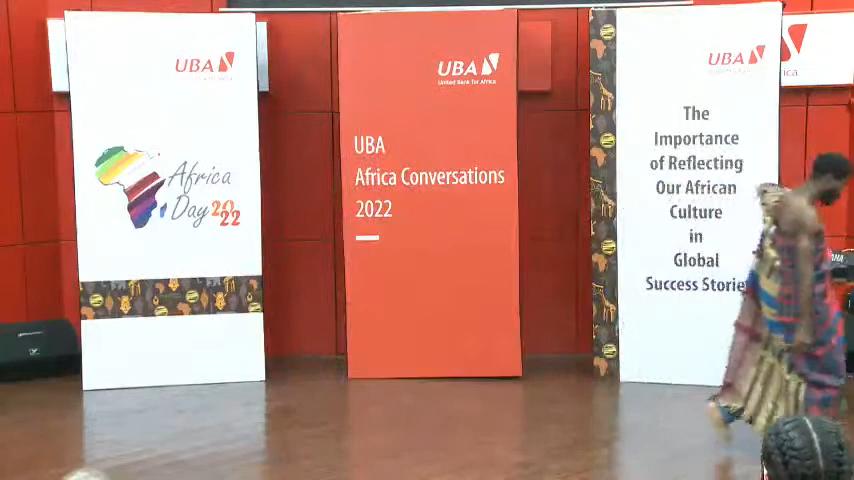 UBA
Africa
Day 2022
UBA
United Bank for Africa
UBA
Africa Conversations
2022
UBA
The
Importance
of Reflecting
Our African
Culture
in
Global
Success Stories